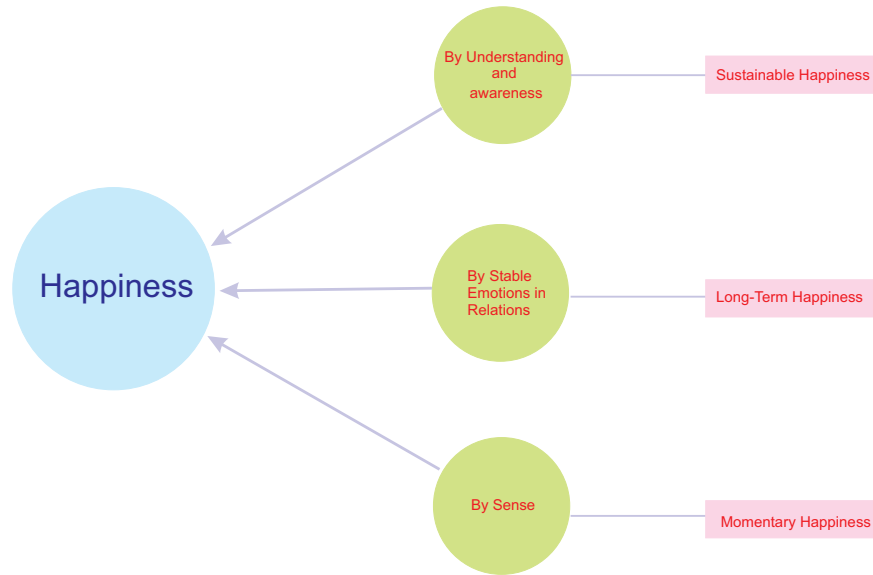 By Understanding
and
awareness
Sustainable Happiness
Happiness
By Stable
Emotions in
Relations
Long-Term Happiness
By Sense
Momentary Happiness